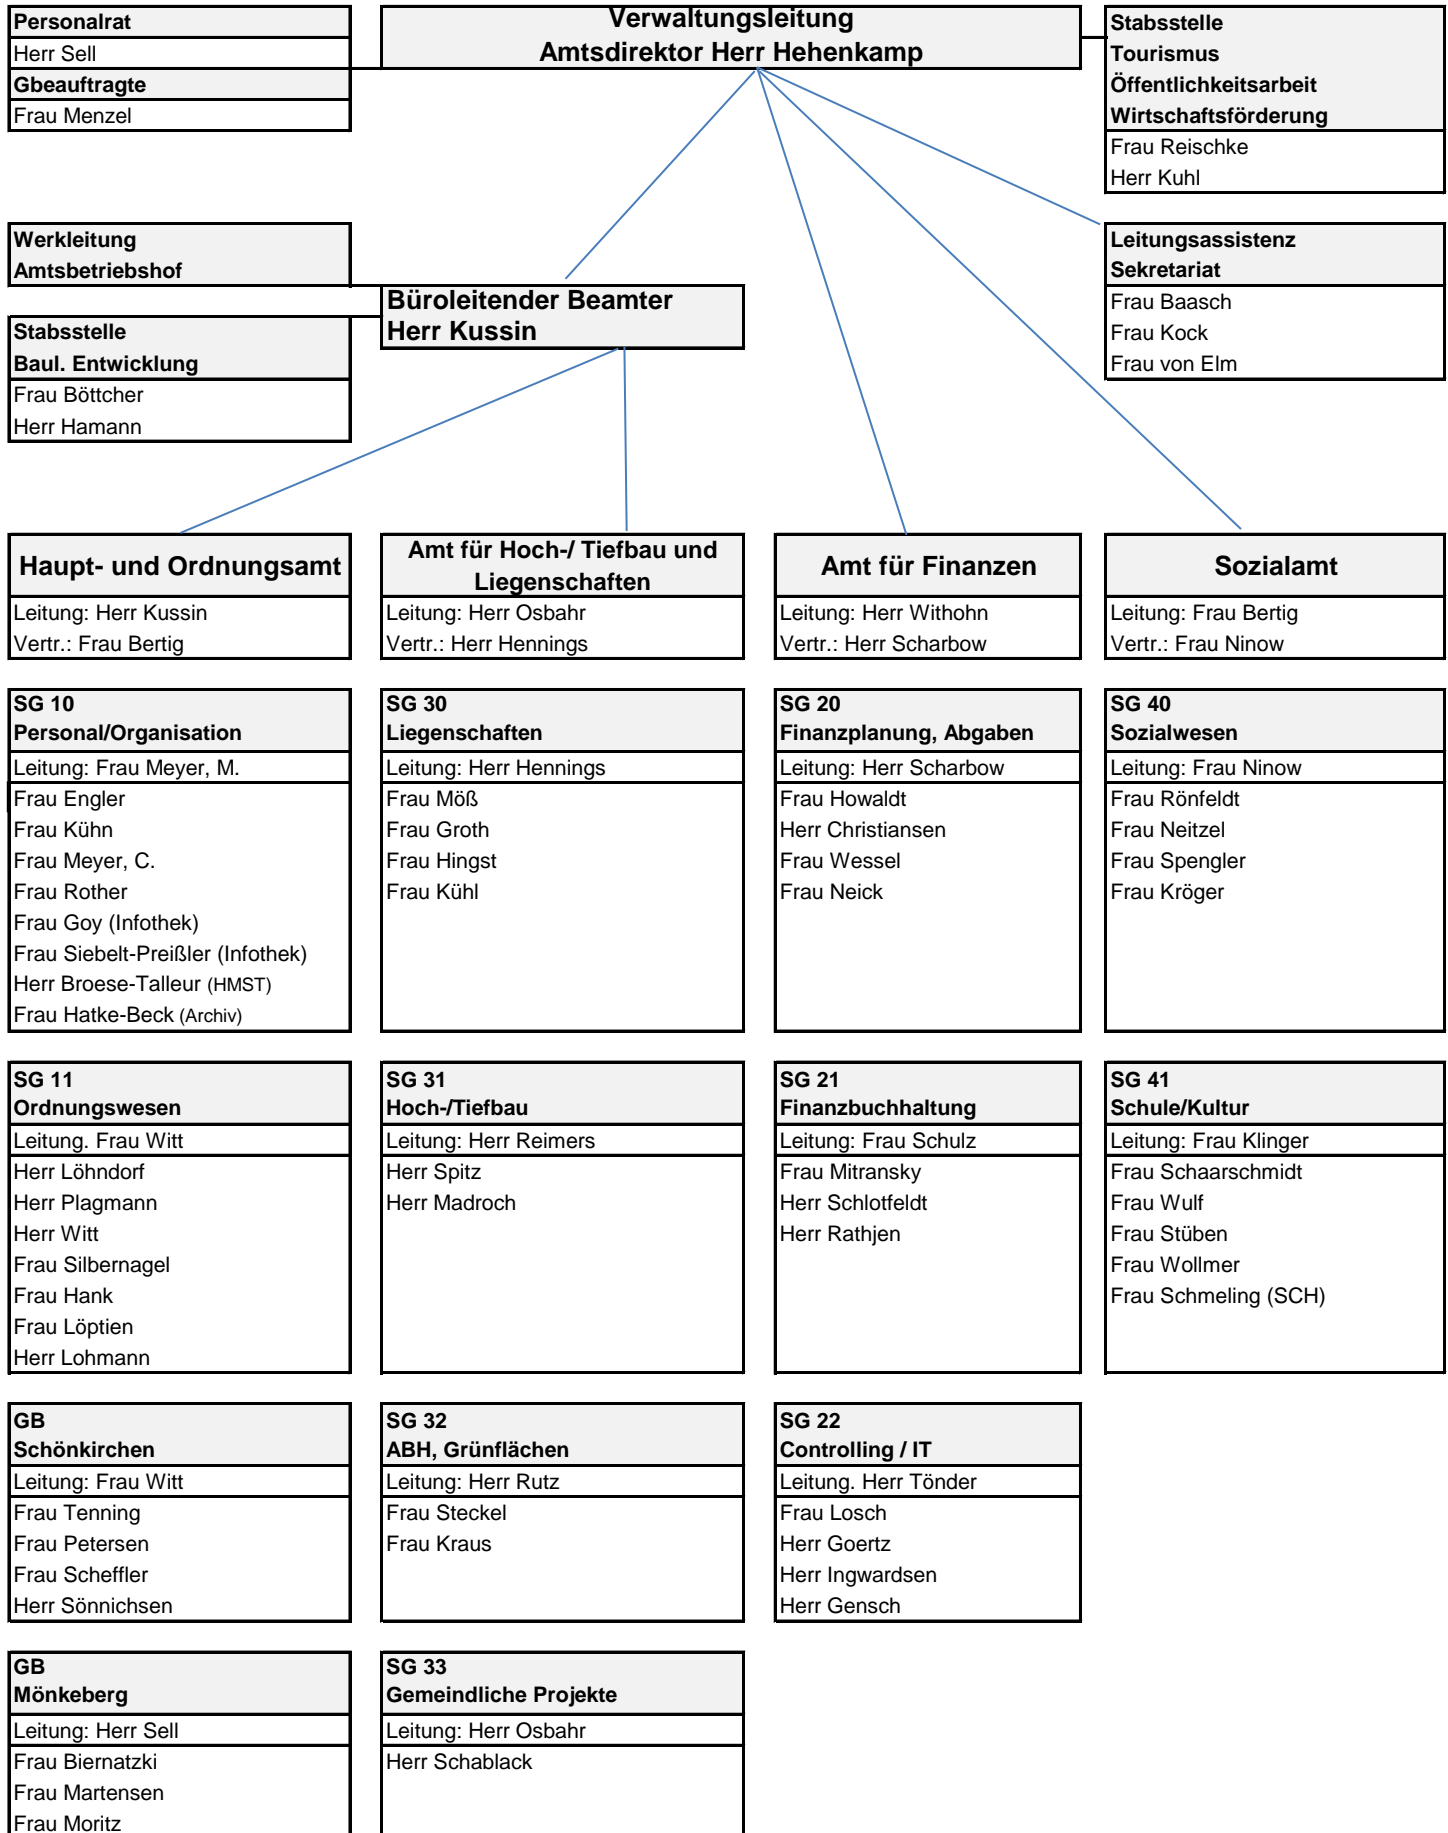 Personalrat
Herr Sell
Gbeauftragte
Frau Menzel
Verwaltungsleitung
Amtsdirektor Herr Hehenkamp
Stabsstelle
Tourismus
Öffentlichkeitsarbeit
Wirtschaftsförderung
Frau Reischke
Herr Kuhl
Werkleitung
Amtsbetriebshof
Büroleitender Beamter
Herr Kussin
Leitungsassistenz
Sekretariat
Frau Baasch
Frau Kock
Frau von Elm
Stabsstelle
Baul. Entwicklung
Frau Böttcher
Herr Hamann
Haupt- und Ordnungsamt
Leitung: Herr Kussin
Vertr.: Frau Bertig
Amt für Hoch-/ Tiefbau und
Liegenschaften
Leitung: Herr Osbahr
Vertr.: Herr Hennings
Amt für Finanzen
Leitung: Herr Withohn
Vertr.: Herr Scharbow
Sozialamt
Leitung: Frau Bertig
Vertr.: Frau Ninow
SG 10
Personal/Organisation
Leitung: Frau Meyer, M.
Frau Engler
Frau Kühn
Frau Meyer, C.
Frau Rother
Frau Goy (Infothek)
Frau Siebelt-Preißler (Infothek)
Herr Broese-Talleur (HMST)
Frau Hatke-Beck (Archiv)
SG 30
Liegenschaften
Leitung: Herr Hennings
Frau Möß
Frau Groth
Frau Hingst
Frau Kühl
SG 20
Finanzplanung, Abgaben
Leitung: Herr Scharbow
Frau Howaldt
Herr Christiansen
Frau Wessel
Frau Neick
SG 40
Sozialwesen
Leitung: Frau Ninow
Frau Rönfeldt
Frau Neitzel
Frau Spengler
Frau Kröger
SG 11
Ordnungswesen
Leitung. Frau Witt
Herr Löhndorf
Herr Plagmann
Herr Witt
Frau Silbernagel
Frau Hank
Frau Löptien
Herr Lohmann
SG 31
Hoch-/Tiefbau
Leitung: Herr Reimers
Herr Spitz
Herr Madroch
SG 21
Finanzbuchhaltung
Leitung: Frau Schulz
Frau Mitransky
Herr Schlotfeldt
Herr Rathjen
SG 41
Schule/Kultur
Leitung: Frau Klinger
Frau Schaarschmidt
Frau Wulf
Frau Stüben
Frau Wollmer
Frau Schmeling (SCH)
GB
Schönkirchen
Leitung: Frau Witt
Frau Tenning
Frau Petersen
Frau Scheffler
Herr Sönnichsen
SG 32
ABH, Grünflächen
Leitung: Herr Rutz
Frau Steckel
Frau Kraus
SG 22
Controlling / IT
Leitung. Herr Tönder
Frau Losch
Herr Goertz
Herr Ingwardsen
Herr Gensch
GB
Mönkeberg
Leitung: Herr Sell
Frau Biernatzki
Frau Martensen
Frau Moritz
SG 33
Gemeindliche Projekte
Leitung: Herr Osbahr
Herr Schablack